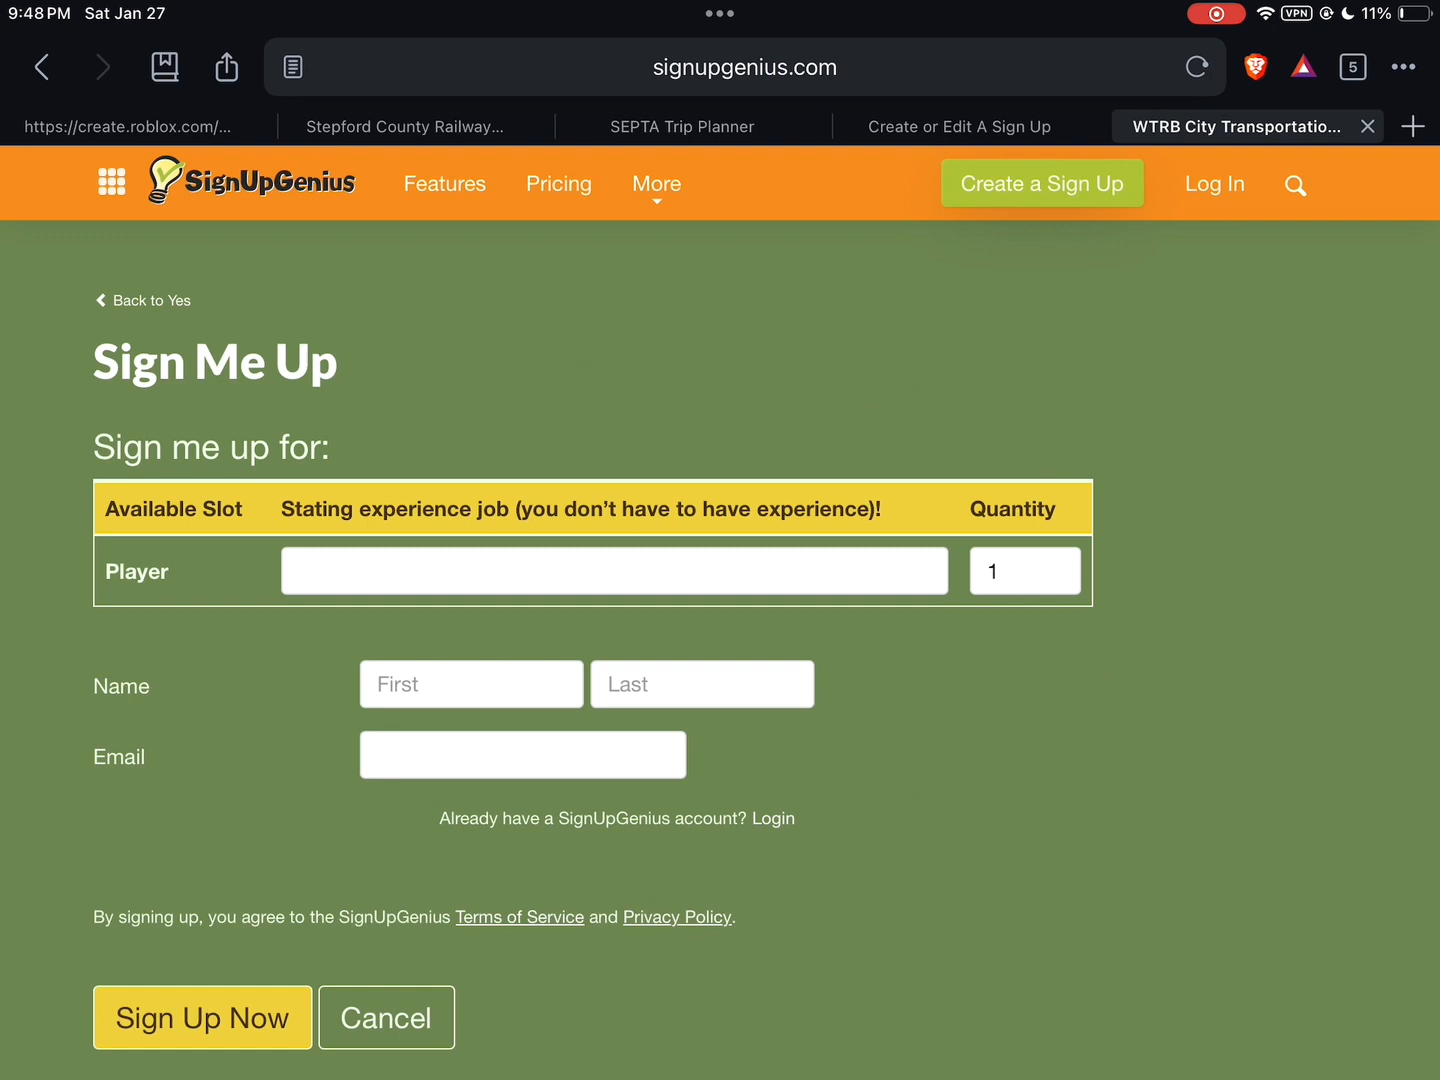 9:48 PM Sat Jan 27
VPN 11%
signupgenius.com
5
https://create.roblox.com/...
Stepford County Railway...
SEPTA Trip Planner
Create or Edit A Sign Up
WTRB City Transportatio...
SignUpGenius
Features
Pricing
More
Create a Sign Up
Log In
Back to Yes
Sign Me Up
Sign me up for:
Available Slot Stating experience job (you don’t have to have experience)! Quantity
Player 1
Name First Last
Email
Already have a SignUpGenius account? Login
By signing up, you agree to the SignUpGenius Terms of Service and Privacy Policy.
Sign Up Now Cancel